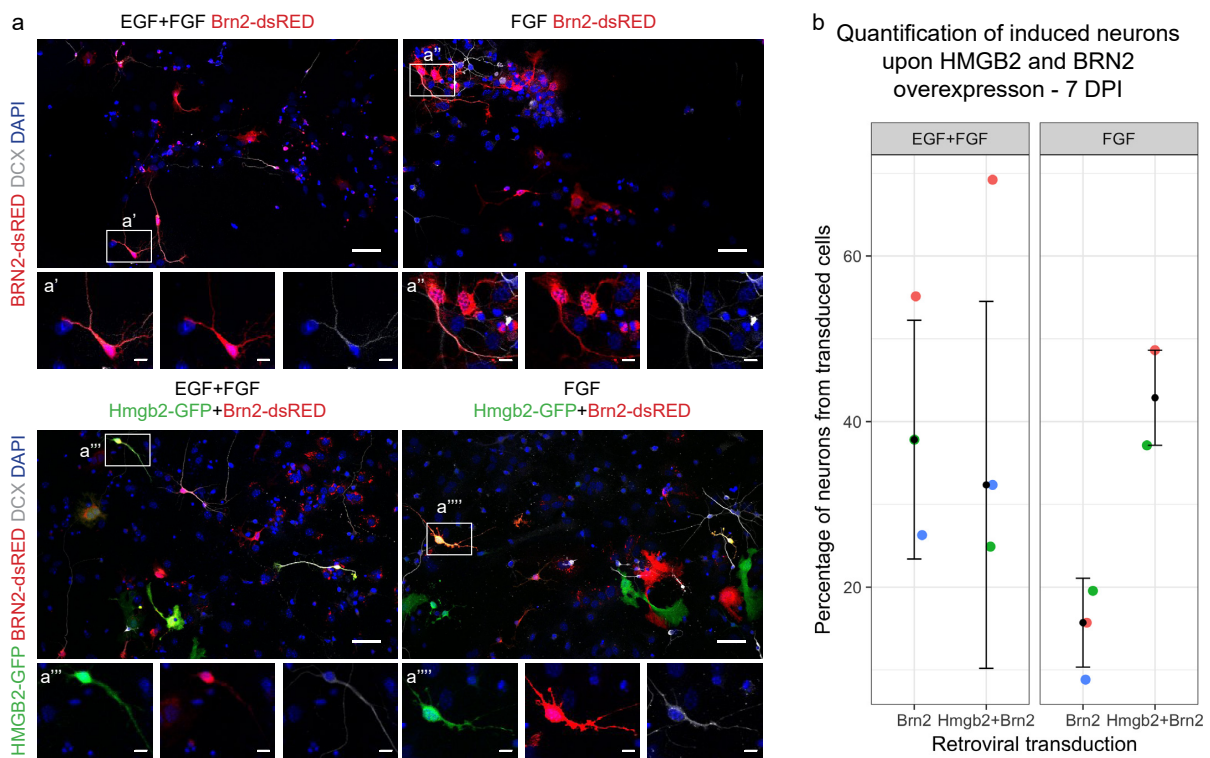 a
EGF+FGF Brn2-dsRED
FGF Brn2-dsRED
BRN2-dsRED DCX DAPI
a'
a''
a'
a''
EGF+FGF
Hmgb2-GFP+Brn2-dsRED
FGF
Hmgb2-GFP+Brn2-dsRED
HMGB2-GFP BRN2-dsRED DCX DAPI
a'''
a''''
a'''
a''''
b
Quantification of induced neurons
upon HMGB2 and BRN2
overexpresson - 7 DPI
EGF+FGF
FGF
Percentage of neurons from transduced cells
60
40
20
Brn2
Hmgb2+Brn2
Brn2
Hmgb2+Brn2
Retroviral transduction